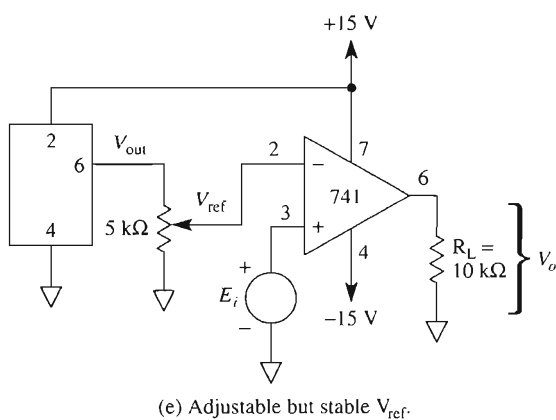 +15 V
2
6
V_out
4
5 kΩ
V_ref
2
−
7
741
3
+
4
6
+
E_i
−
−15 V
R_L =
10 kΩ
V_o
(e) Adjustable but stable V_ref.